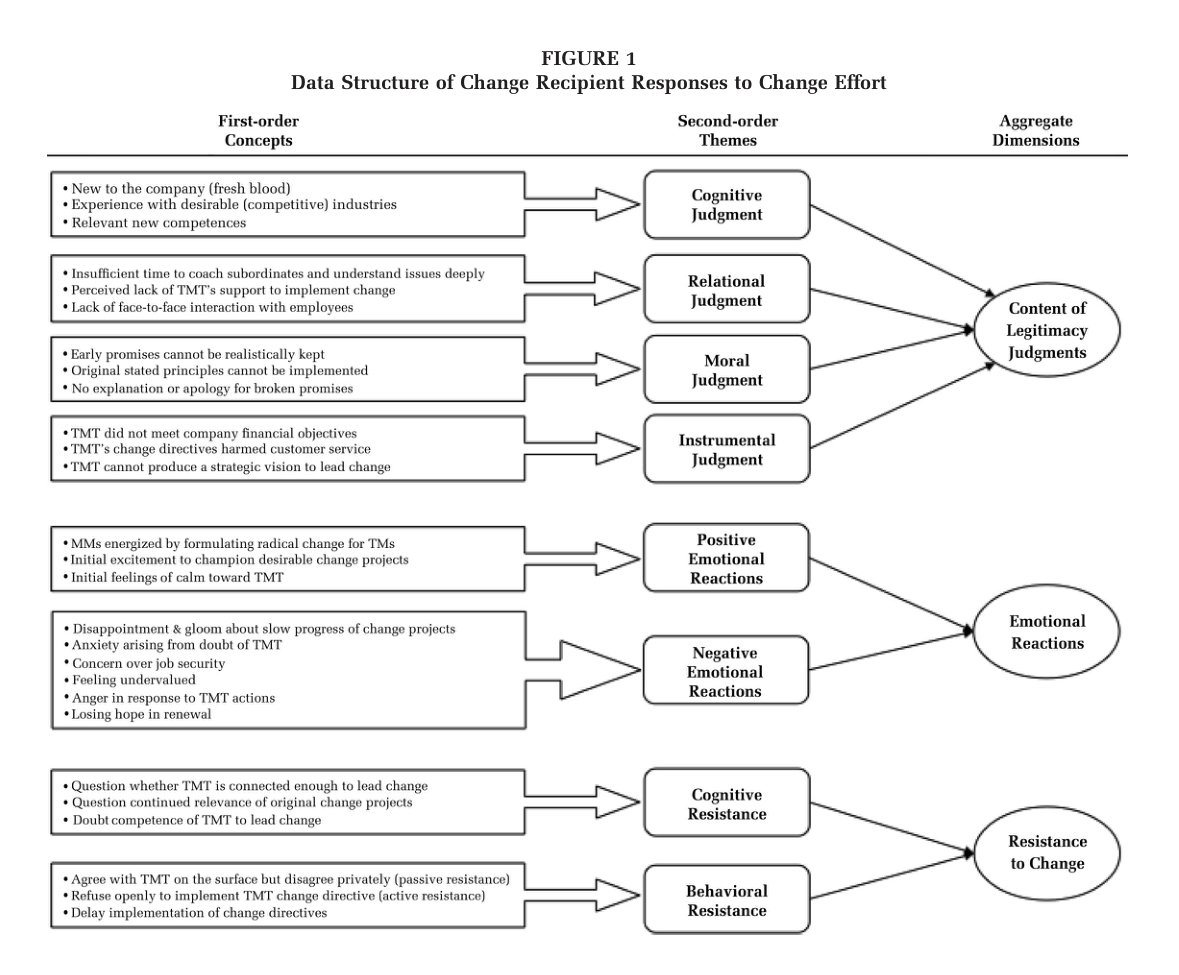 FIGURE 1
Data Structure of Change Recipient Responses to Change Effort
First-order
Concepts
Second-order
Themes
Aggregate
Dimensions
• New to the company (fresh blood)
• Experience with desirable (competitive) industries
• Relevant new competences
Cognitive
Judgment
• Insufficient time to coach subordinates and understand issues deeply
• Perceived lack of TMT's support to implement change
• Lack of face-to-face interaction with employees
Relational
Judgment
• Early promises cannot be realistically kept
• Original stated principles cannot be implemented
• No explanation or apology for broken promises
Moral
Judgment
• TMT did not meet company financial objectives
• TMT's change directives harmed customer service
• TMT cannot produce a strategic vision to lead change
Instrumental
Judgment
Content of
Legitimacy
Judgments
• MMs energized by formulating radical change for TMs
• Initial excitement to champion desirable change projects
• Initial feelings of calm toward TMT
Positive
Emotional
Reactions
• Disappointment & gloom about slow progress of change projects
• Anxiety arising from doubt of TMT
• Concern over job security
• Feeling undervalued
• Anger in response to TMT actions
• Losing hope in renewal
Negative
Emotional
Reactions
Emotional
Reactions
• Question whether TMT is connected enough to lead change
• Question continued relevance of original change projects
• Doubt competence of TMT to lead change
Cognitive
Resistance
• Agree with TMT on the surface but disagree privately (passive resistance)
• Refuse openly to implement TMT change directive (active resistance)
• Delay implementation of change directives
Behavioral
Resistance
Resistance
to Change